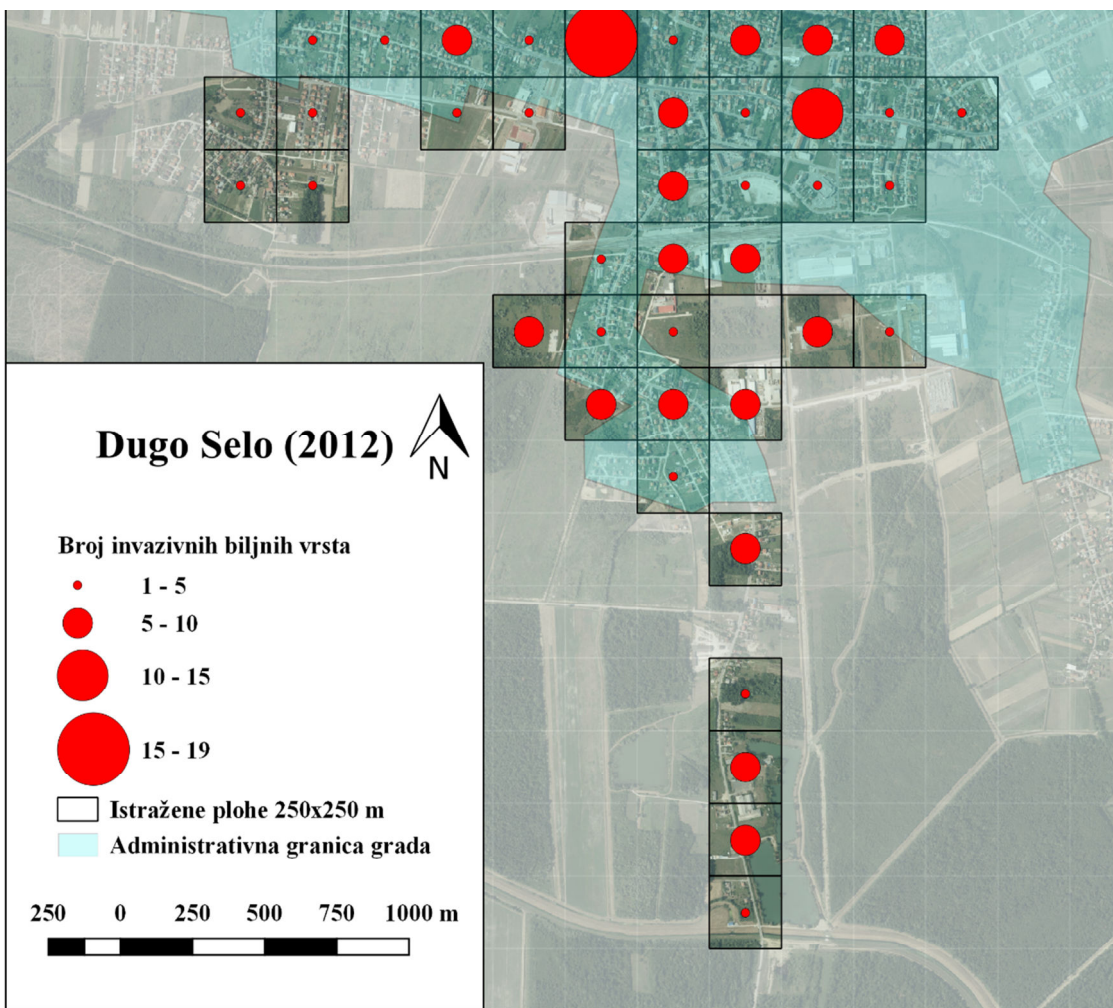 Dugo Selo (2012)
N
Broj invazivnih biljnih vrsta
1 - 5
5 - 10
10 - 15
15 - 19
Istražene plohe 250x250 m
Administrativna granica grada
250 0 250 500 750 1000 m